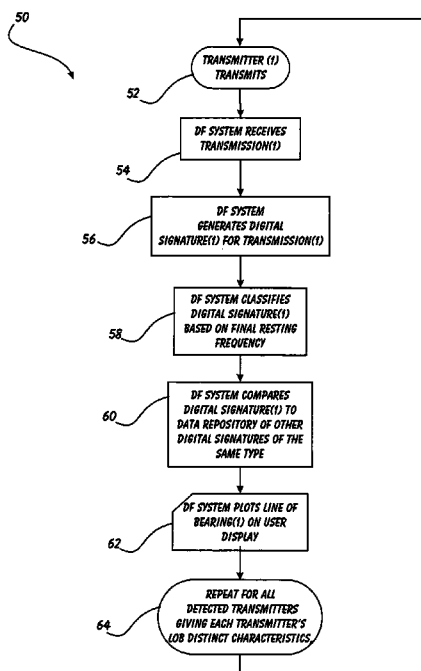 50
TRANSMITTER (1)
TRANSMITS
52
DF SYSTEM RECEIVES
TRANSMISSION(1)
54
DF SYSTEM
GENERATES DIGITAL
SIGNATURE(1) FOR TRANSMISSION(1)
56
DF SYSTEM CLASSIFIES
DIGITAL SIGNATURE(1)
BASED ON FINAL RESTING
FREQUENCY
58
DF SYSTEM COMPARES
DIGITAL SIGNATURE(1) TO
DATA REPOSITORY OF OTHER
DIGITAL SIGNATURES OF THE
SAME TYPE
60
DF SYSTEM PLOTS LINE OF
BEARING(1) ON USER
DISPLAY
62
REPEAT FOR ALL
DETECTED TRANSMITTERS
GIVING EACH TRANSMITTER'S
LOB DISTINCT CHARACTERISTICS
64